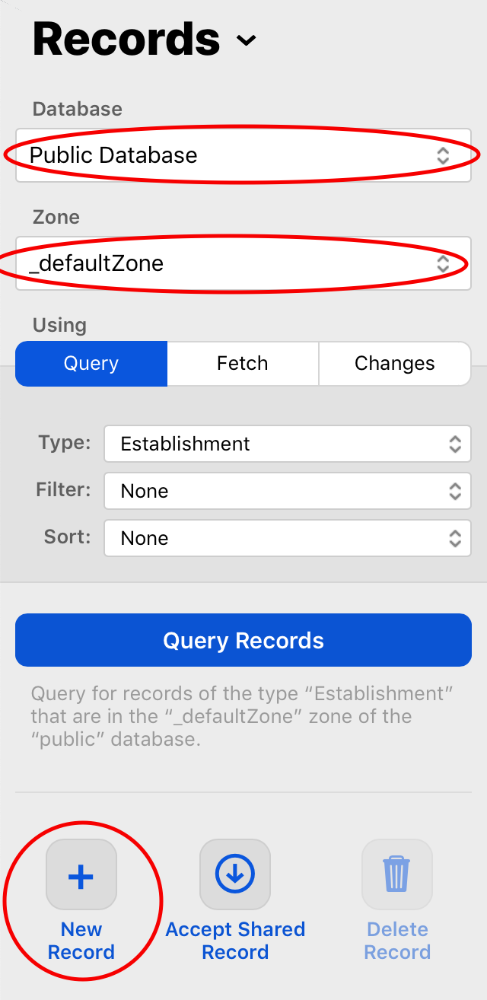 Records
Database
Public Database
Zone
_defaultZone
Using
Query Fetch Changes
Type: Establishment
Filter: None
Sort: None
Query Records
Query for records of the type “Establishment”
that are in the “_defaultZone” zone of the
“public” database.
New
Record
Accept Shared
Record
Delete
Record